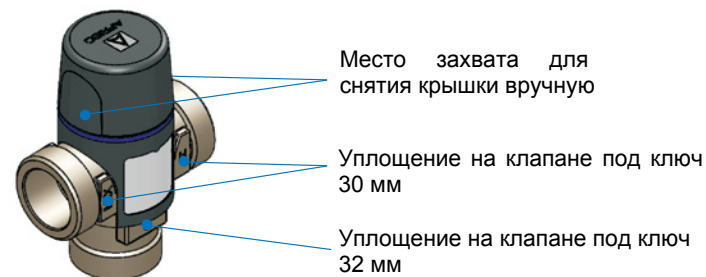 AFRISO
Место захвата для
снятия крышки вручную
Уплощение на клапане под ключ
30 мм
Уплощение на клапане под ключ
32 мм